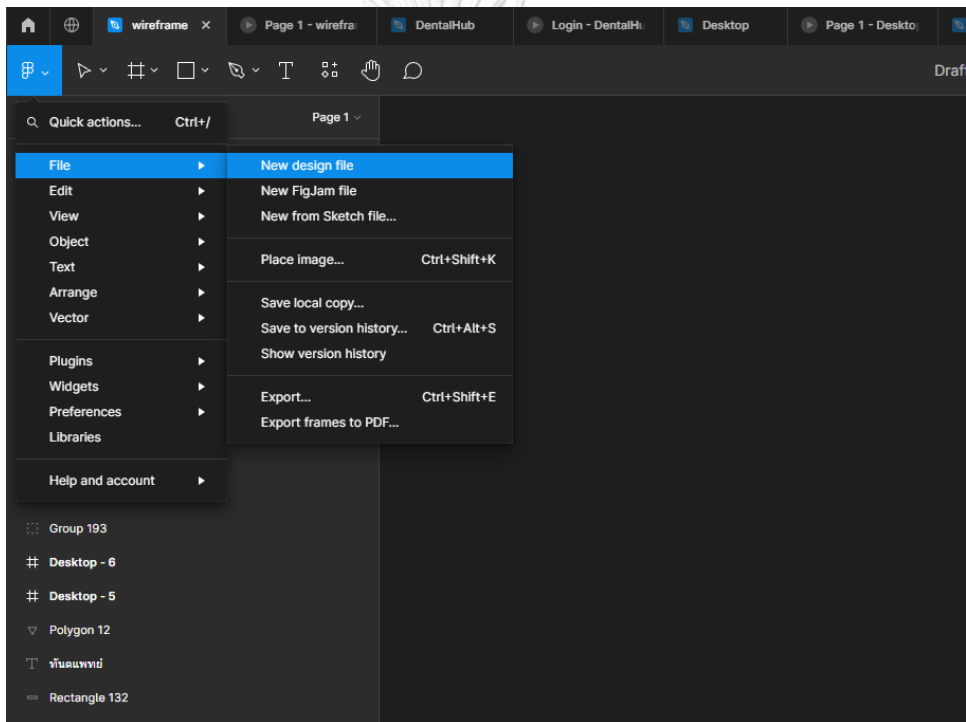 wireframe
Page 1 - wirefra
DentalHub
Login - DentalHu
Desktop
Page 1 - Deskto
Draft
Page 1
Quick actions... Ctrl+/
File
Edit
View
Object
Text
Arrange
Vector
Plugins
Widgets
Preferences
Libraries
Help and account
New design file
New FigJam file
New from Sketch file...
Place image... Ctrl+Shift+K
Save local copy...
Save to version history... Ctrl+Alt+S
Show version history
Export... Ctrl+Shift+E
Export frames to PDF...
Group 193
Desktop - 6
Desktop - 5
Polygon 12
ทันตแพทย์
Rectangle 132